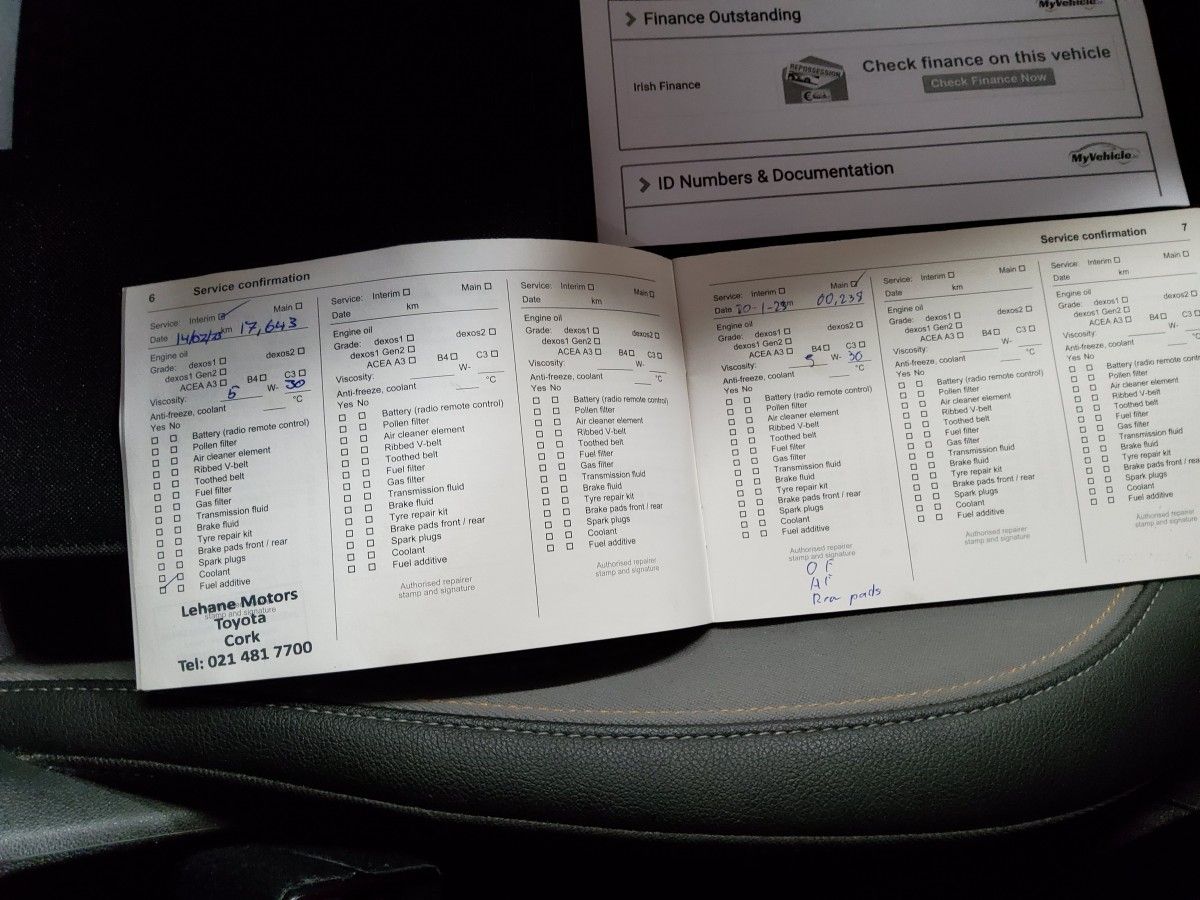 Finance Outstanding
MyVehicle
Irish Finance
REPOSSESSION
Check finance on this vehicle
Check Finance Now
ID Numbers & Documentation
MyVehicle
6 Service confirmation
Service: Interim Main
Date 14/02/20 km 17,643
Engine oil
Grade: dexos1 dexos2
dexos1 Gen2
ACEA A3 B4 C3
Viscosity: 5 W- 30
Anti-freeze, coolant °C
Yes No
Battery (radio remote control)
Pollen filter
Air cleaner element
Ribbed V-belt
Toothed belt
Fuel filter
Gas filter
Transmission fluid
Brake fluid
Tyre repair kit
Brake pads front / rear
Spark plugs
Coolant
Fuel additive
stamp and signature
Lehane Motors
Toyota
Cork
Tel: 021 481 7700
Service: Interim Main
Date km
Engine oil
Grade: dexos1 dexos2
dexos1 Gen2
ACEA A3 B4 C3
Viscosity: W-
Anti-freeze, coolant °C
Yes No
Battery (radio remote control)
Pollen filter
Air cleaner element
Ribbed V-belt
Toothed belt
Fuel filter
Gas filter
Transmission fluid
Brake fluid
Tyre repair kit
Brake pads front / rear
Spark plugs
Coolant
Fuel additive
Authorised repairer
stamp and signature
Service: Interim Main
Date km
Engine oil
Grade: dexos1 dexos2
dexos1 Gen2
ACEA A3 B4 C3
Viscosity: W-
Anti-freeze, coolant °C
Yes No
Battery (radio remote control)
Pollen filter
Air cleaner element
Ribbed V-belt
Toothed belt
Fuel filter
Gas filter
Transmission fluid
Brake fluid
Tyre repair kit
Brake pads front / rear
Spark plugs
Coolant
Fuel additive
Authorised repairer
stamp and signature
Service confirmation 7
Service: Interim Main
Date 20-1-23 km 60,238
Engine oil
Grade: dexos1 dexos2
dexos1 Gen2
ACEA A3 B4 C3
Viscosity: 5 W- 30
Anti-freeze, coolant °C
Yes No
Battery (radio remote control)
Pollen filter
Air cleaner element
Ribbed V-belt
Toothed belt
Fuel filter
Gas filter
Transmission fluid
Brake fluid
Tyre repair kit
Brake pads front / rear
Spark plugs
Coolant
Fuel additive
Authorised repairer
stamp and signature
OF
AF
Rear pads
Service: Interim Main
Date km
Engine oil
Grade: dexos1 dexos2
dexos1 Gen2
ACEA A3 B4 C3
Viscosity: W-
Anti-freeze, coolant °C
Yes No
Battery (radio remote control)
Pollen filter
Air cleaner element
Ribbed V-belt
Toothed belt
Fuel filter
Gas filter
Transmission fluid
Brake fluid
Tyre repair kit
Brake pads front / rear
Spark plugs
Coolant
Fuel additive
Authorised repairer
stamp and signature
Service: Interim Main
Date km
Engine oil
Grade: dexos1 dexos2
dexos1 Gen2
ACEA A3 B4 C3
Viscosity: W-
Anti-freeze, coolant
Yes No
Battery (radio remote contr
Pollen filter
Air cleaner element
Ribbed V-belt
Toothed belt
Fuel filter
Gas filter
Transmission fluid
Brake fluid
Tyre repair kit
Brake pads front / rea
Spark plugs
Coolant
Fuel additive
Authorised repairer
stamp and signature